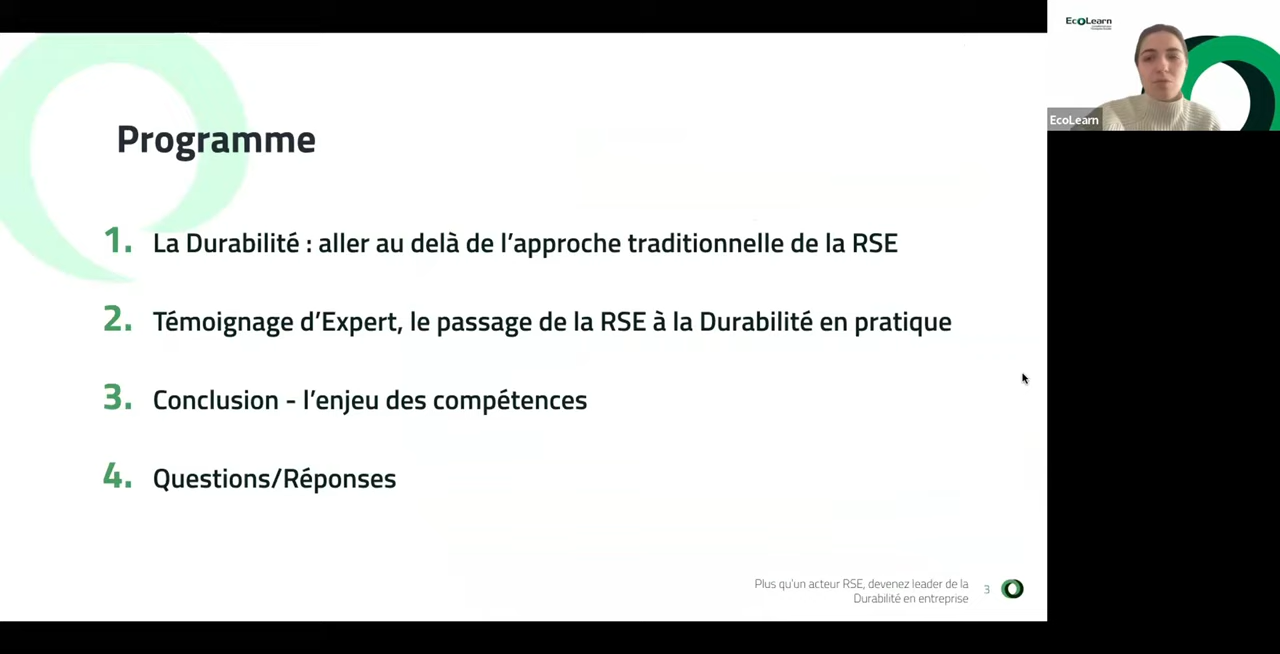 Programme
1. La Durabilité : aller au delà de l’approche traditionnelle de la RSE
2. Témoignage d’Expert, le passage de la RSE à la Durabilité en pratique
3. Conclusion - l’enjeu des compétences
4. Questions/Réponses
Plus qu'un acteur RSE, devenez leader de la
Durabilité en entreprise
3
EcoLearn
EcoLearn